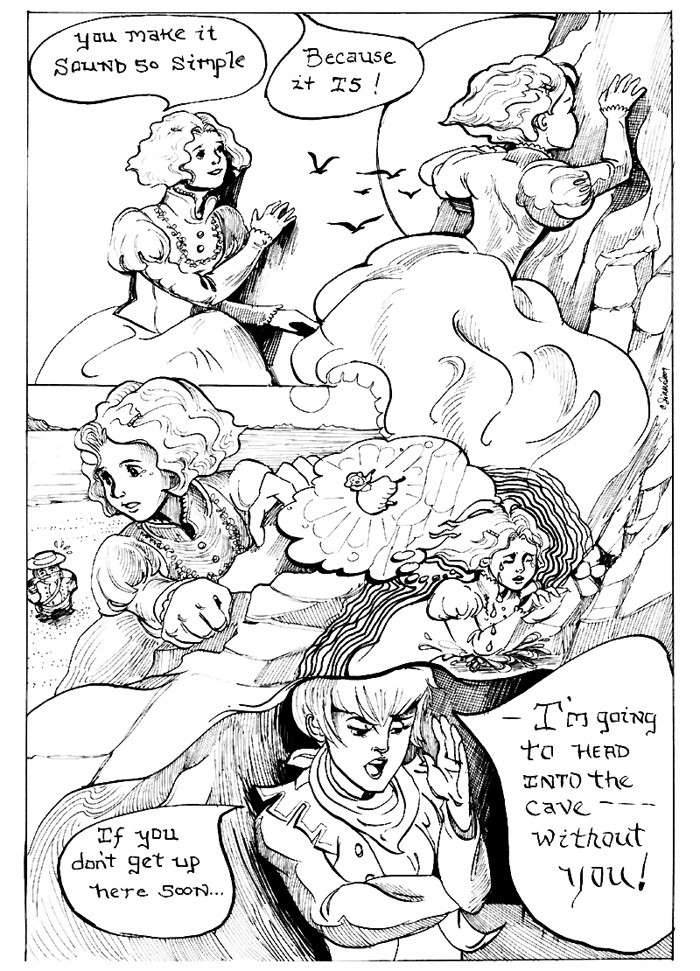 you make it
SOUND so simple
Because
it IS !
If you
don't get up
here soon...
- I'm going
TO HEAD
INTO the
cave ----
without
you!